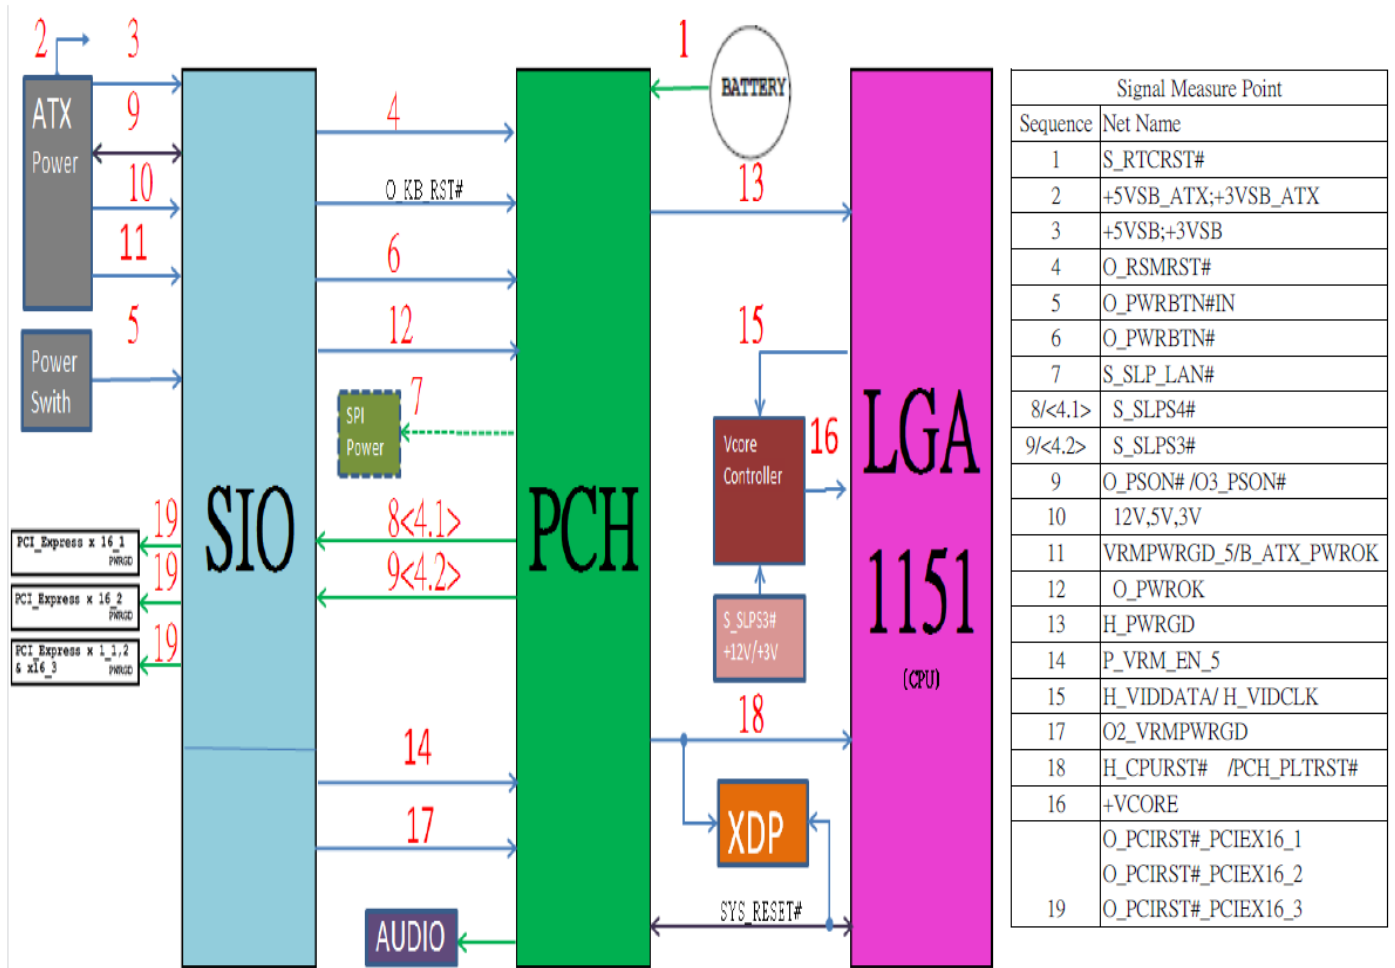 2
3
1
ATX
Power
9
10
11
5
Power
Swith
SIO
4
O_KB_RST#
6
12
SPI
Power
7
8<4.1>
9<4.2>
PCH
BATTERY
13
15
Vcore
Controller
16
S_SLPS3#
+12V/+3V
18
XDP
SYS_RESET#
LGA
1151
(CPU)
19
PCI_Express x 16_1
PWRGD
19
PCI_Express x 16_2
PWRGD
19
PCI_Express x 1_1,2
& x16_3 PWRGD
14
17
AUDIO
Signal Measure Point
Sequence Net Name
1 S_RTCRST#
2 +5VSB_ATX;+3VSB_ATX
3 +5VSB;+3VSB
4 O_RSMRST#
5 O_PWRBTN#IN
6 O_PWRBTN#
7 S_SLP_LAN#
8/<4.1> S_SLPS4#
9/<4.2> S_SLPS3#
9 O_PSON# /O3_PSON#
10 12V,5V,3V
11 VRMPWRGD_5/B_ATX_PWROK
12 O_PWROK
13 H_PWRGD
14 P_VRM_EN_5
15 H_VIDDATA/ H_VIDCLK
17 O2_VRMPWRGD
18 H_CPURST# /PCH_PLTRST#
16 +VCORE
O_PCIRST#_PCIEX16_1
O_PCIRST#_PCIEX16_2
19 O_PCIRST#_PCIEX16_3